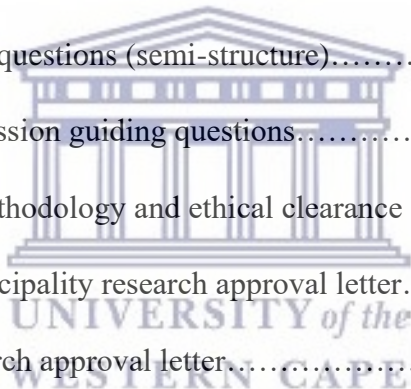 questions (semi-structure)........
ssion guiding questions...........
thodology and ethical clearance
cipality research approval letter.
UNIVERSITY of the
rch approval letter..................
WESTERN CAPE